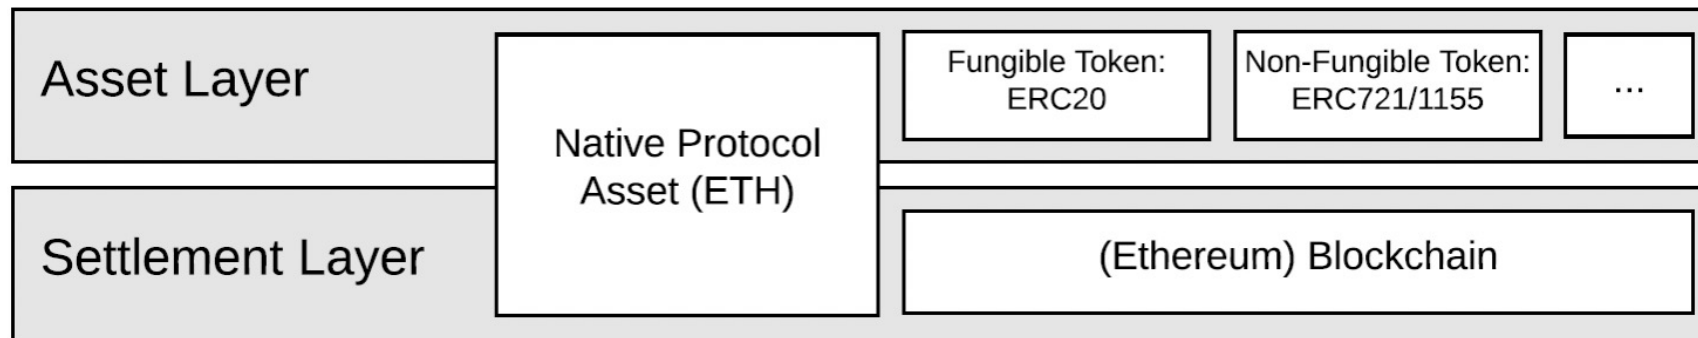 Asset Layer
Native Protocol
Asset (ETH)
Fungible Token:
ERC20
Non-Fungible Token:
ERC721/1155
...
Settlement Layer
(Ethereum) Blockchain